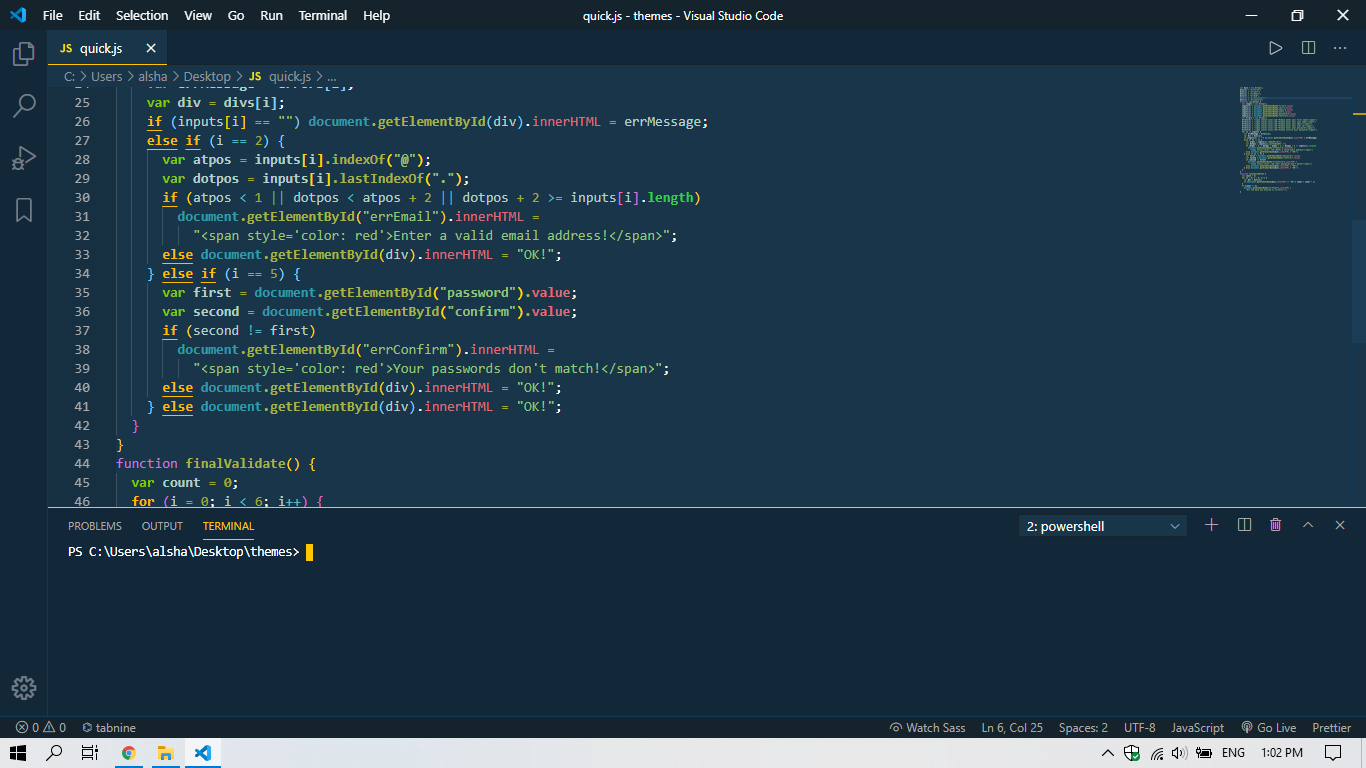 File Edit Selection View Go Run Terminal Help quick.js - themes - Visual Studio Code
JS quick.js
C: > Users > alsha > Desktop > JS quick.js > ...
25 var div = divs[i];
26 if (inputs[i] == "") document.getElementById(div).innerHTML = errMessage;
27 else if (i == 2) {
28 var atpos = inputs[i].indexOf("@");
29 var dotpos = inputs[i].lastIndexOf(".");
30 if (atpos < 1 || dotpos < atpos + 2 || dotpos + 2 >= inputs[i].length)
31 document.getElementById("errEmail").innerHTML =
32 "<span style='color: red'>Enter a valid email address!</span>";
33 else document.getElementById(div).innerHTML = "OK!";
34 } else if (i == 5) {
35 var first = document.getElementById("password").value;
36 var second = document.getElementById("confirm").value;
37 if (second != first)
38 document.getElementById("errConfirm").innerHTML =
39 "<span style='color: red'>Your passwords don't match!</span>";
40 else document.getElementById(div).innerHTML = "OK!";
41 } else document.getElementById(div).innerHTML = "OK!";
42 }
43 }
44 function finalValidate() {
45 var count = 0;
46 for (i = 0; i < 6; i++) {
PROBLEMS OUTPUT TERMINAL 2: powershell
PS C:\Users\alsha\Desktop\themes>
0 0 tabnine Watch Sass Ln 6, Col 25 Spaces: 2 UTF-8 JavaScript Go Live Prettier
ENG 1:02 PM